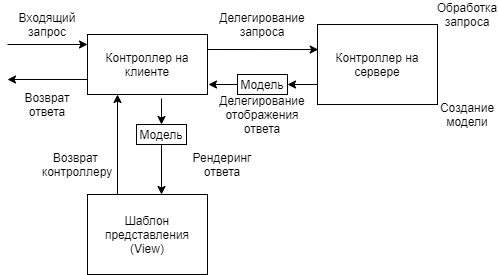 Входящий
запрос
Делегирование
запроса
Обработка
запроса
Контроллер на
клиенте
Контроллер на
сервере
Модель
Возврат
ответа
Делегирование
отображения
ответа
Создание
модели
Модель
Возврат
контроллеру
Рендеринг
ответа
Шаблон
представления
(View)